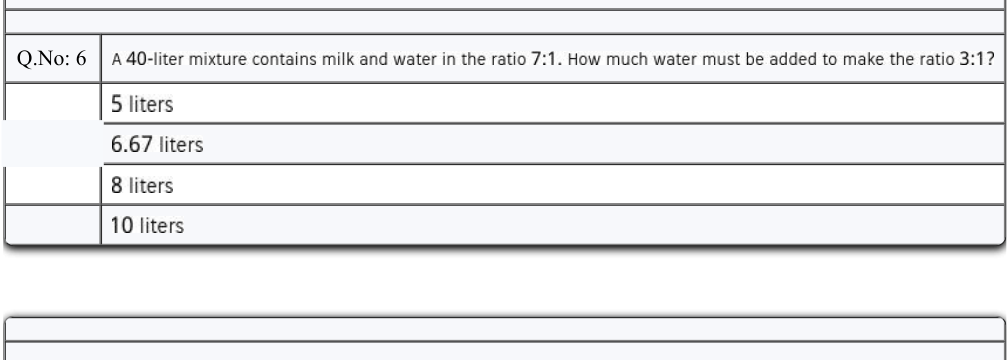 Q.No: 6 A 40-liter mixture contains milk and water in the ratio 7:1. How much water must be added to make the ratio 3:1?
5 liters
6.67 liters
8 liters
10 liters